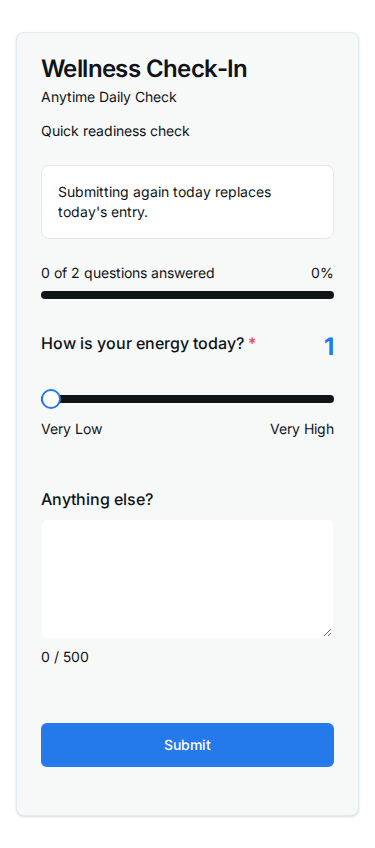 Wellness Check-In
Anytime Daily Check
Quick readiness check
Submitting again today replaces
today's entry.
0 of 2 questions answered 0%
How is your energy today? * 1
Very Low Very High
Anything else?
0 / 500
Submit